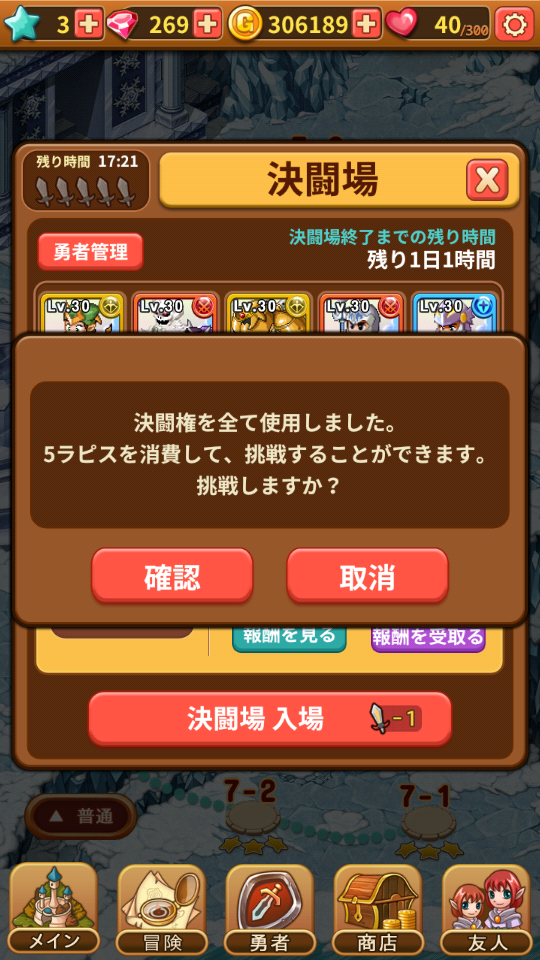 3
269
306189
40/300
残り時間 17:21
決闘場
勇者管理
決闘場終了までの残り時間
残り1日1時間
Lv.30
Lv.30
Lv.30
Lv.30
Lv.30
決闘権を全て使用しました。
5ラピスを消費して、挑戦することができます。
挑戦しますか？
確認
取消
報酬を見る
報酬を受取る
決闘場 入場
-1
7-2
7-1
▲ 普通
メイン
冒険
勇者
商店
友人